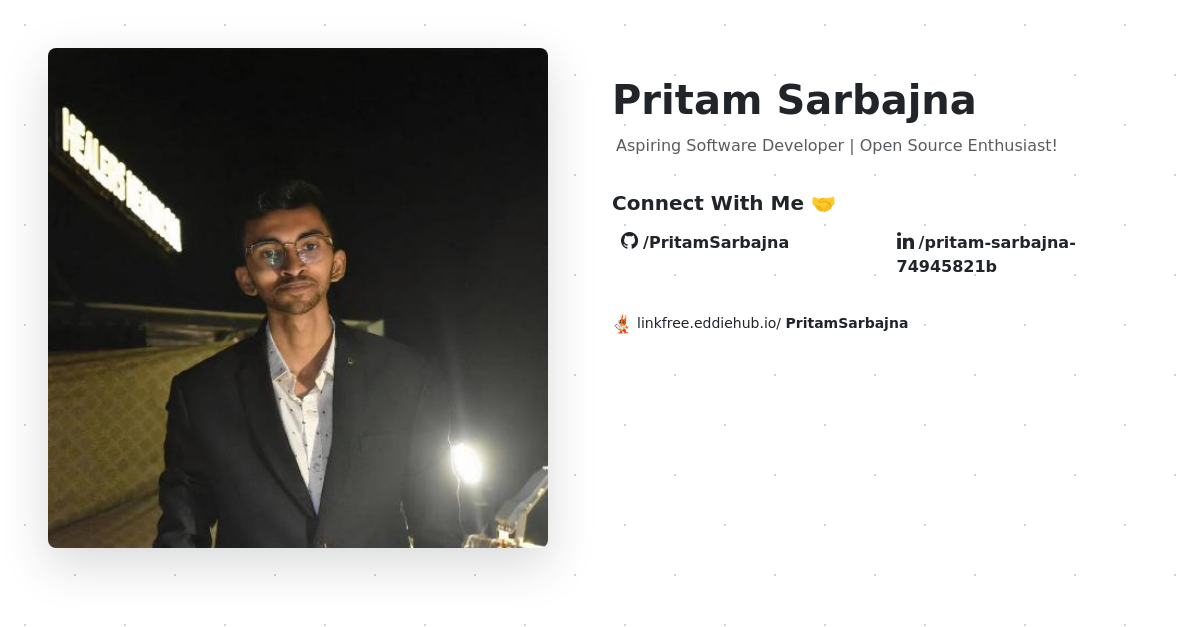 HEALERS
Pritam Sarbajna
Aspiring Software Developer | Open Source Enthusiast!
Connect With Me 🤝
/PritamSarbajna
/pritam-sarbajna-
74945821b
linkfree.eddiehub.io/ PritamSarbajna